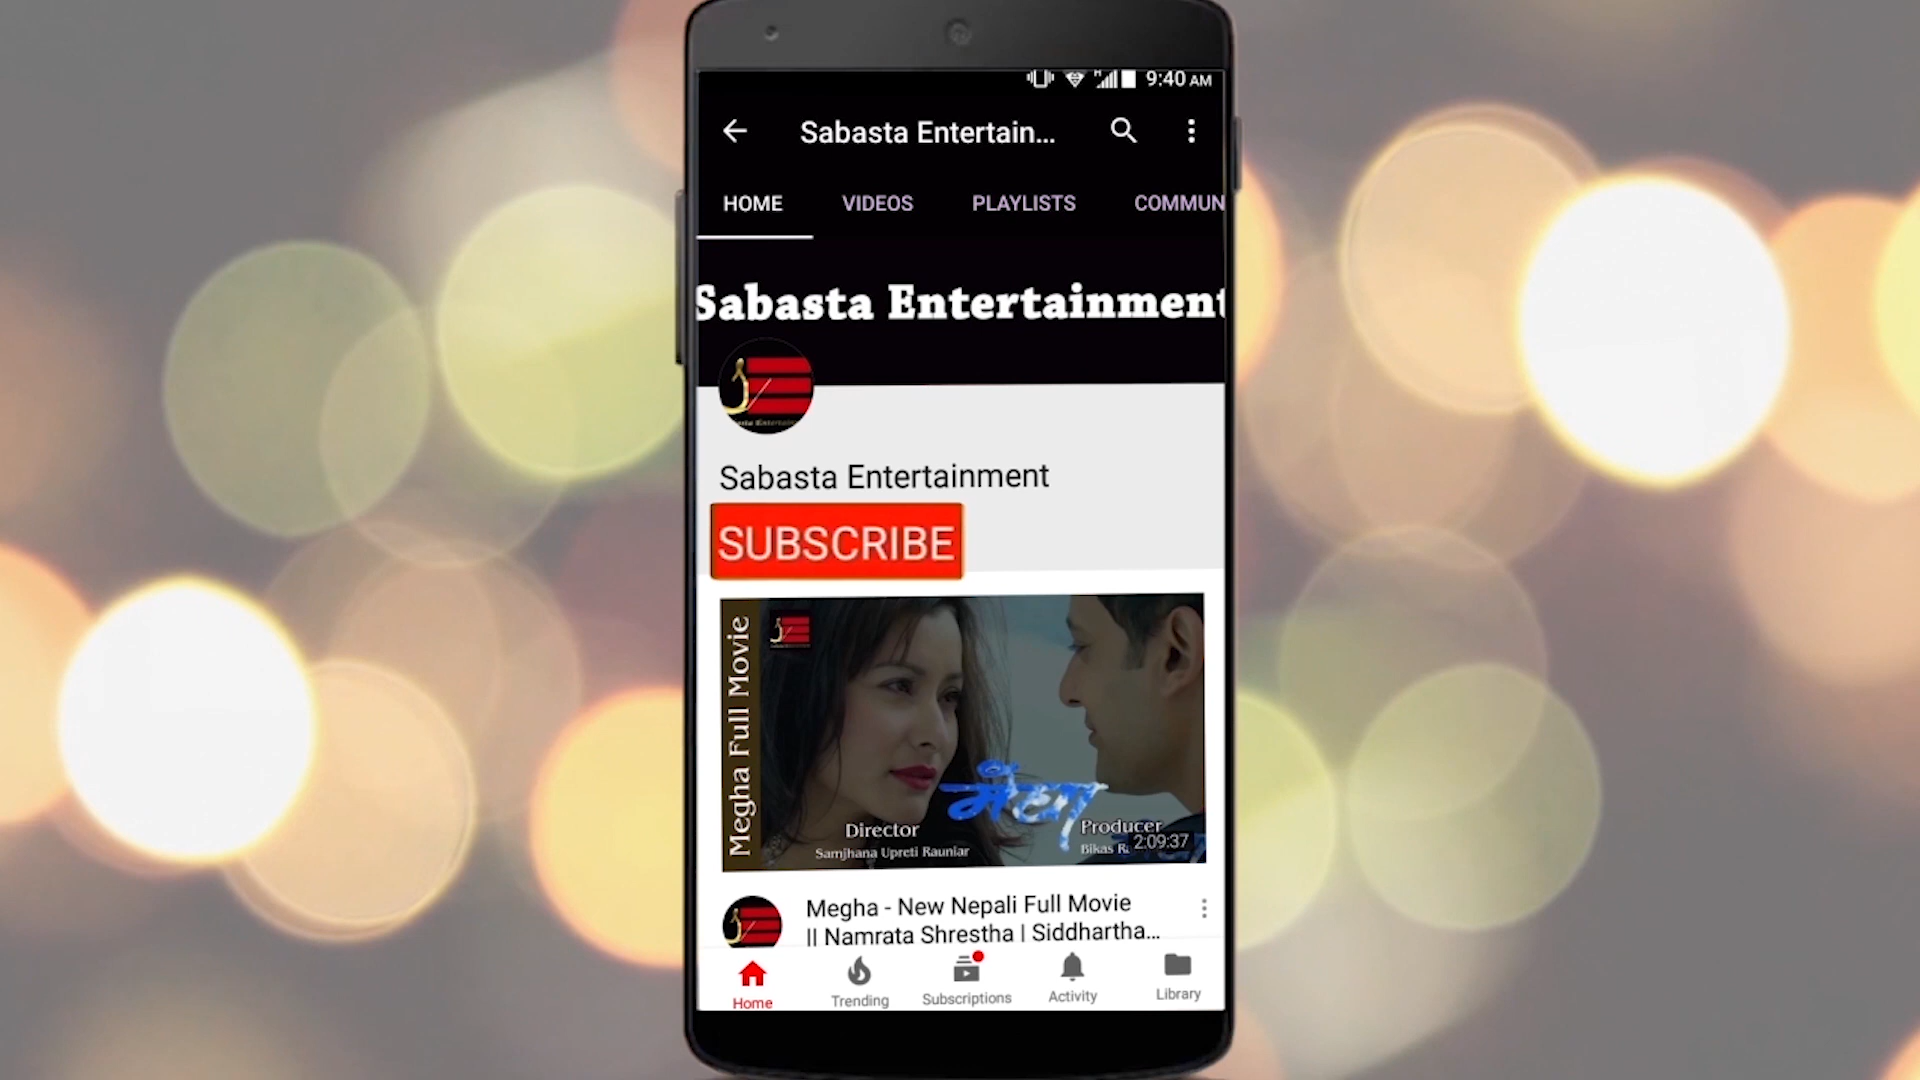 9:40 AM
Sabasta Entertain...
HOME VIDEOS PLAYLISTS COMMUN
Sabasta Entertainment
Sabasta Entertainment
SUBSCRIBE
Megha Full Movie
मेघा
Director
Samjhana Upreti Rauniar
Producer
Bikas
2:09:37
Megha - New Nepali Full Movie
|| Namrata Shrestha | Siddhartha...
Home Trending Subscriptions Activity Library